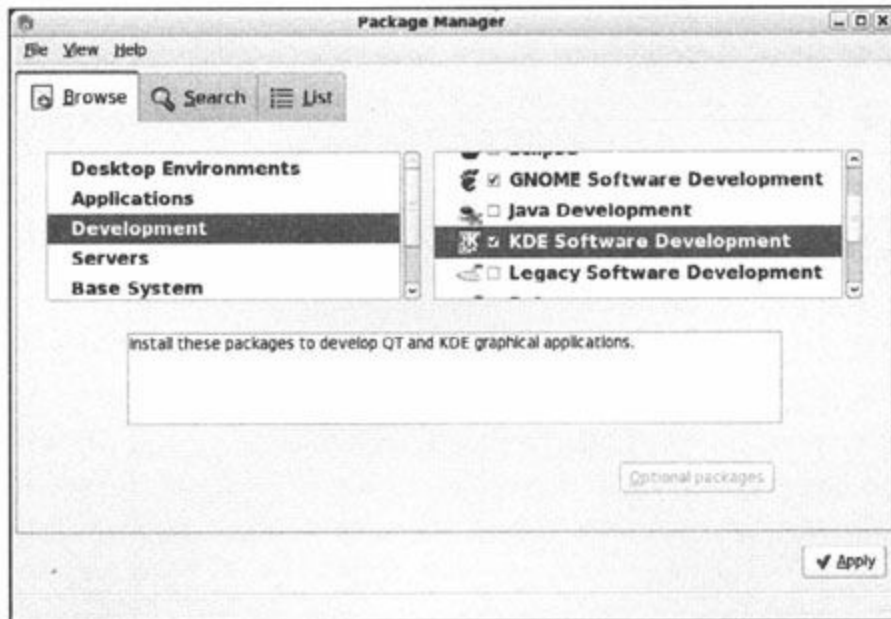 Package Manager
File View Help
Browse Search List
Desktop Environments
Applications
Development
Servers
Base System
GNOME Software Development
Java Development
KDE Software Development
Legacy Software Development
Install these packages to develop QT and KDE graphical applications.
Optional packages
Apply